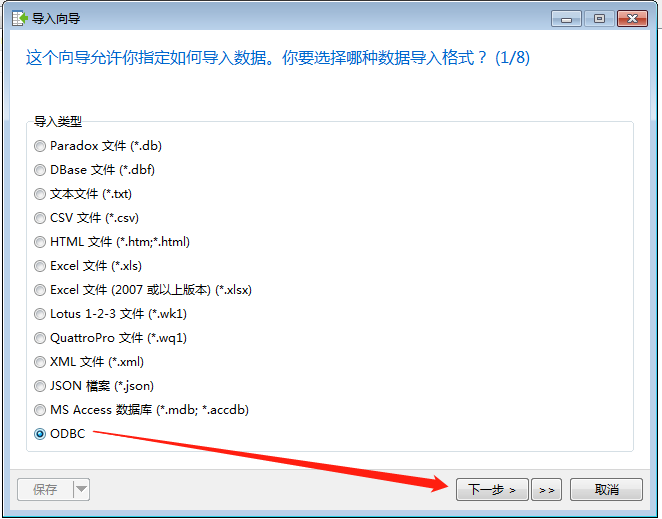 导入向导
这个向导允许你指定如何导入数据。你要选择哪种数据导入格式？ (1/8)
导入类型
Paradox 文件 (*.db)
DBase 文件 (*.dbf)
文本文件 (*.txt)
CSV 文件 (*.csv)
HTML 文件 (*.htm;*.html)
Excel 文件 (*.xls)
Excel 文件 (2007 或以上版本) (*.xlsx)
Lotus 1-2-3 文件 (*.wk1)
QuattroPro 文件 (*.wq1)
XML 文件 (*.xml)
JSON 檔案 (*.json)
MS Access 数据库 (*.mdb; *.accdb)
ODBC
保存 下一步 > >> 取消